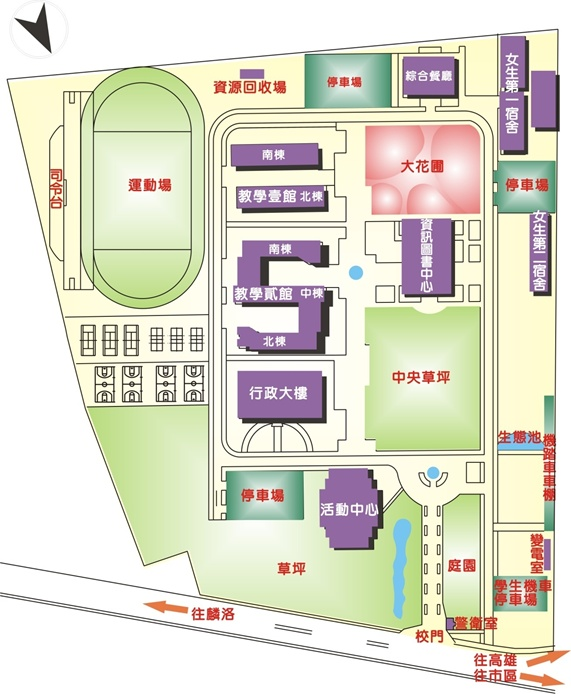 資源回收場
停車場
綜合餐廳
女生第一宿舍
司令台
運動場
南棟
教學壹館 北棟
大花圃
停車場
資訊圖書中心
女生第二宿舍
南棟
教學貳館 中棟
北棟
行政大樓
中央草坪
生態池
機踏車車棚
停車場
活動中心
草坪
庭園
變電室
學生機車
停車場
警衛室
校門
往麟洛
往高雄
往市區